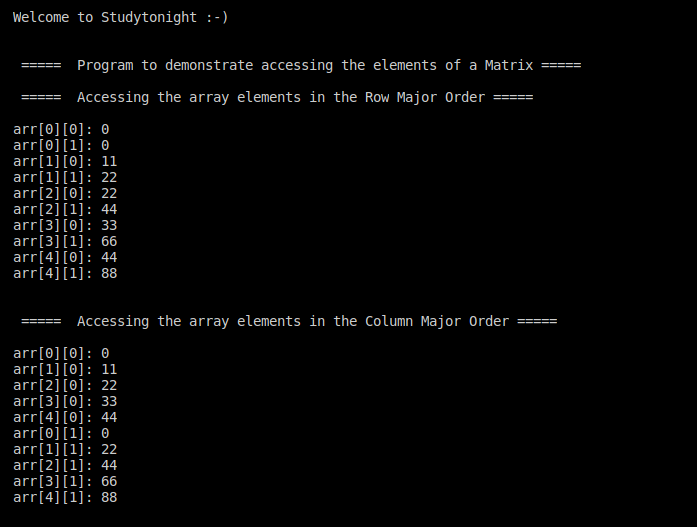 Welcome to Studytonight :-)
===== Program to demonstrate accessing the elements of a Matrix =====
===== Accessing the array elements in the Row Major Order =====
arr[0][0]: 0
arr[0][1]: 0
arr[1][0]: 11
arr[1][1]: 22
arr[2][0]: 22
arr[2][1]: 44
arr[3][0]: 33
arr[3][1]: 66
arr[4][0]: 44
arr[4][1]: 88
===== Accessing the array elements in the Column Major Order =====
arr[0][0]: 0
arr[1][0]: 11
arr[2][0]: 22
arr[3][0]: 33
arr[4][0]: 44
arr[0][1]: 0
arr[1][1]: 22
arr[2][1]: 44
arr[3][1]: 66
arr[4][1]: 88